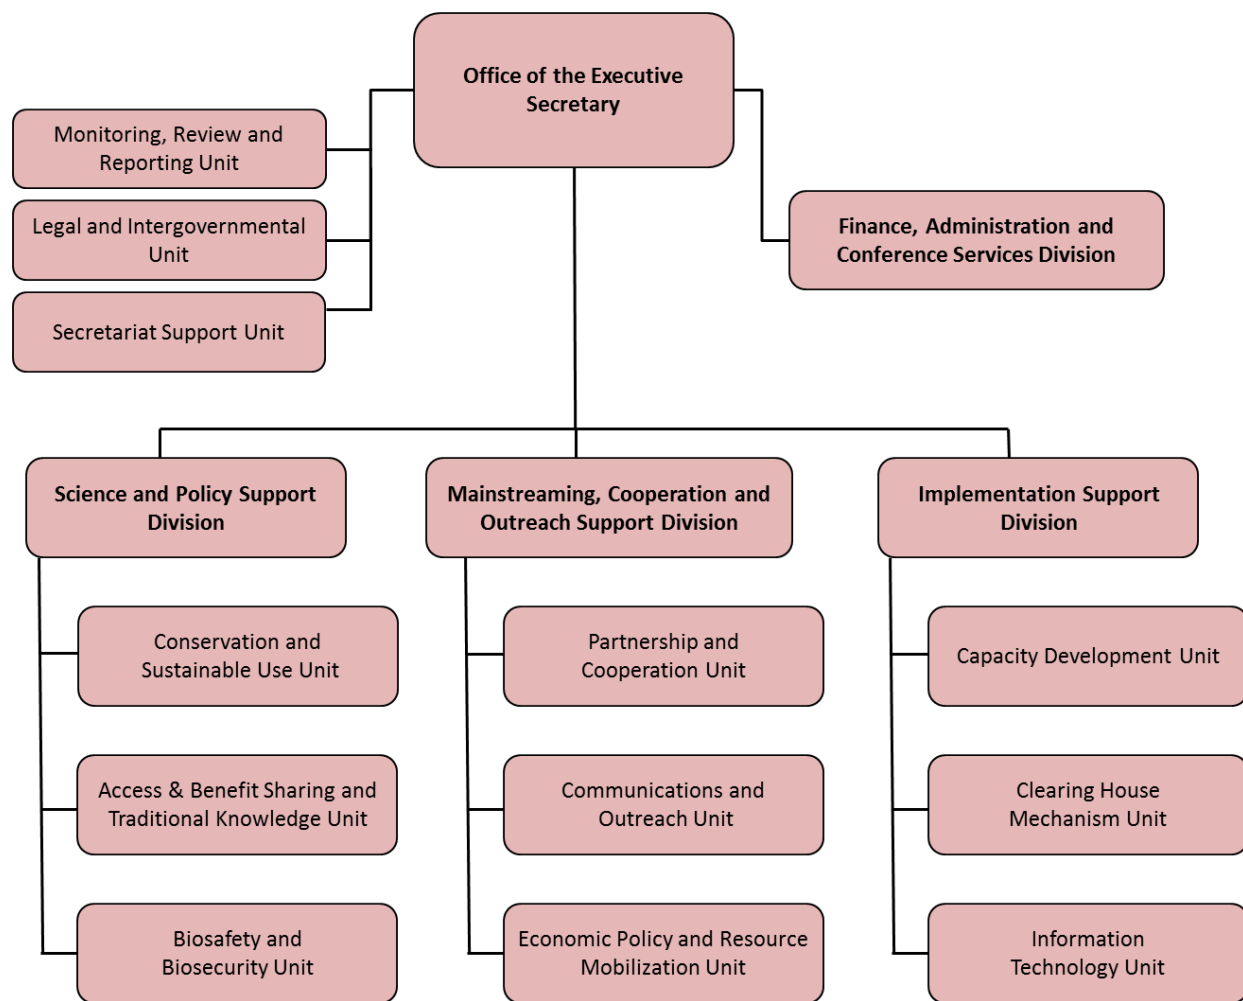 Office of the Executive
Secretary
Monitoring, Review and
Reporting Unit
Legal and Intergovernmental
Unit
Secretariat Support Unit
Finance, Administration and
Conference Services Division
Science and Policy Support
Division
Conservation and
Sustainable Use Unit
Access & Benefit Sharing and
Traditional Knowledge Unit
Biosafety and
Biosecurity Unit
Mainstreaming, Cooperation and
Outreach Support Division
Partnership and
Cooperation Unit
Communications and
Outreach Unit
Economic Policy and Resource
Mobilization Unit
Implementation Support
Division
Capacity Development Unit
Clearing House
Mechanism Unit
Information
Technology Unit